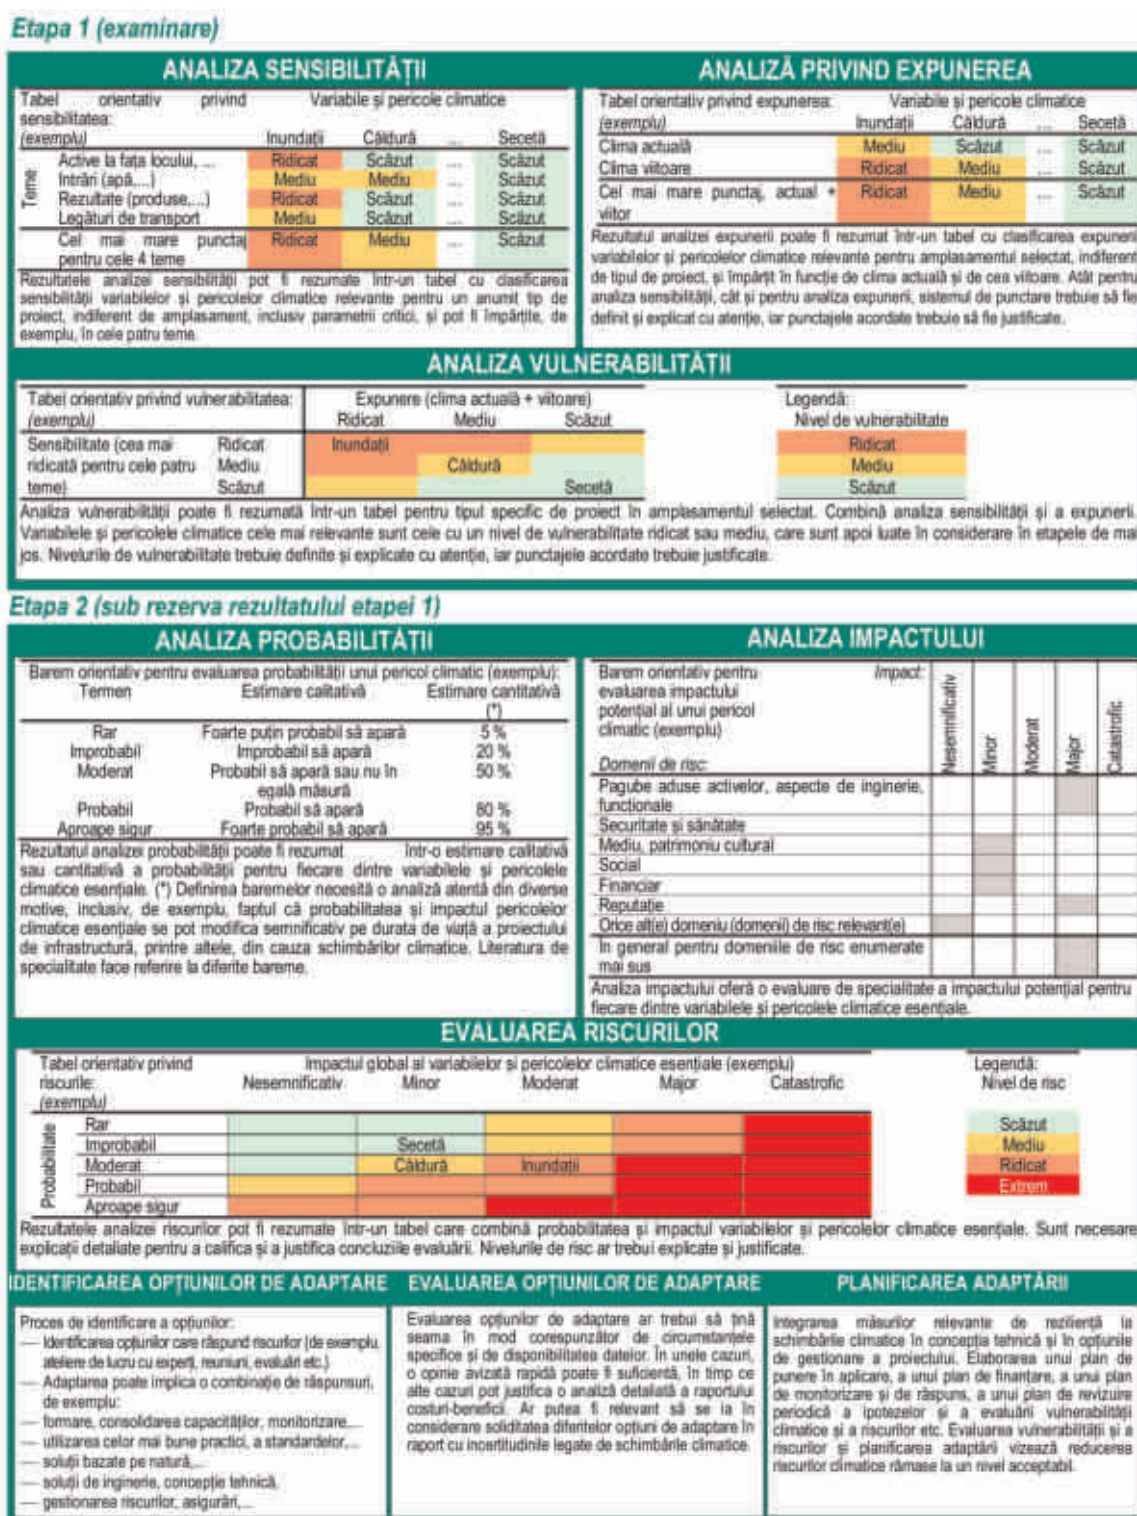 Etapa 1 (examinare)
ANALIZA SENSIBILITĂȚII
Tabel orientativ privind sensibilitatea: Variabile și pericole climatice
(exemplu) Inundații Căldură ... Secetă
Teme
Active la fața locului, ... Ridicat Scăzut ... Scăzut
Intrări (apă,...) Mediu Mediu ... Scăzut
Rezultate (produse,...) Ridicat Scăzut ... Scăzut
Legături de transport Mediu Scăzut ... Scăzut
Cel mai mare punctaj Ridicat Mediu ... Scăzut
pentru cele 4 teme
Rezultatele analizei sensibilității pot fi rezumate într-un tabel cu clasificarea
sensibilității variabilelor și pericolelor climatice relevante pentru un anumit tip de
proiect, indiferent de amplasament, inclusiv parametrii critici, și pot fi împărțite, de
exemplu, în cele patru teme.
ANALIZĂ PRIVIND EXPUNEREA
Tabel orientativ privind expunerea: Variabile și pericole climatice
(exemplu) Inundații Căldură ... Secetă
Clima actuală Mediu Scăzut ... Scăzut
Clima viitoare Ridicat Mediu ... Scăzut
Cel mai mare punctaj, actual + Ridicat Mediu ... Scăzut
viitor
Rezultatul analizei expunerii poate fi rezumat într-un tabel cu clasificarea expunerii
variabilelor și pericolelor climatice relevante pentru amplasamentul selectat, indiferent
de tipul de proiect, și împărțit în funcție de clima actuală și de cea viitoare. Atât pentru
analiza sensibilității, cât și pentru analiza expunerii, sistemul de punctare trebuie să fie
definit și explicat cu atenție, iar punctajele acordate trebuie să fie justificate.
ANALIZA VULNERABILITĂȚII
Tabel orientativ privind vulnerabilitatea: Expunere (clima actuală + viitoare)
(exemplu) Ridicat Mediu Scăzut
Sensibilitate (cea mai Ridicat Inundații
ridicată pentru cele patru Mediu Căldură
teme) Scăzut Secetă
Legendă:
Nivel de vulnerabilitate
Ridicat
Mediu
Scăzut
Analiza vulnerabilității poate fi rezumată într-un tabel pentru tipul specific de proiect în amplasamentul selectat. Combină analiza sensibilității și a expunerii.
Variabilele și pericolele climatice cele mai relevante sunt cele cu un nivel de vulnerabilitate ridicat sau mediu, care sunt apoi luate în considerare în etapele de mai
jos. Nivelurile de vulnerabilitate trebuie definite și explicate cu atenție, iar punctajele acordate trebuie justificate.
Etapa 2 (sub rezerva rezultatului etapei 1)
ANALIZA PROBABILITĂȚII
Barem orientativ pentru evaluarea probabilității unui pericol climatic (exemplu):
Termen Estimare calitativă Estimare cantitativă
(*)
Rar Foarte puțin probabil să apară 5 %
Improbabil Improbabil să apară 20 %
Moderat Probabil să apară sau nu în 50 %
egală măsură
Probabil Probabil să apară 80 %
Aproape sigur Foarte probabil să apară 95 %
Rezultatul analizei probabilității poate fi rezumat într-o estimare calitativă
sau cantitativă a probabilității pentru fiecare dintre variabilele și pericolele
climatice esențiale. (*) Definirea baremelor necesită o analiză atentă din diverse
motive, inclusiv, de exemplu, faptul că probabilitatea și impactul pericolelor
climatice esențiale se pot modifica semnificativ pe durata de viață a proiectului
de infrastructură, printre altele, din cauza schimbărilor climatice. Literatura de
specialitate face referire la diferite bareme.
ANALIZA IMPACTULUI
Barem orientativ pentru Impact:
evaluarea impactului
potențial al unui pericol
climatic (exemplu)
Domenii de risc:
Nesemnificativ
Minor
Moderat
Major
Catastrofic
Pagube aduse activelor, aspecte de inginerie,
funcționale
Securitate și sănătate
Mediu, patrimoniu cultural
Social
Financiar
Reputație
Orice alt(e) domeniu (domenii) de risc relevant(e)
În general pentru domeniile de risc enumerate
mai sus
Analiza impactului oferă o evaluare de specialitate a impactului potențial pentru
fiecare dintre variabilele și pericolele climatice esențiale.
EVALUAREA RISCURILOR
Tabel orientativ privind Impactul global al variabilelor și pericolelor climatice esențiale (exemplu)
riscurile: Nesemnificativ Minor Moderat Major Catastrofic
(exemplu)
Probabilitate
Rar
Improbabil Secetă
Moderat Căldură Inundații
Probabil
Aproape sigur
Legendă:
Nivel de risc
Scăzut
Mediu
Ridicat
Extrem
Rezultatele analizei riscurilor pot fi rezumate într-un tabel care combină probabilitatea și impactul variabilelor și pericolelor climatice esențiale. Sunt necesare
explicații detaliate pentru a califica și a justifica concluziile evaluării. Nivelurile de risc ar trebui explicate și justificate.
IDENTIFICAREA OPȚIUNILOR DE ADAPTARE
Proces de identificare a opțiunilor:
— Identificarea opțiunilor care răspund riscurilor (de exemplu,
ateliere de lucru cu experți, reuniuni, evaluări etc.)
— Adaptarea poate implica o combinație de răspunsuri,
de exemplu:
— formare, consolidarea capacităților, monitorizare...
— utilizarea celor mai bune practici, a standardelor,...
— soluții bazate pe natură,...
— soluții de inginerie, concepție tehnică,
— gestionarea riscurilor, asigurări,...
EVALUAREA OPȚIUNILOR DE ADAPTARE
Evaluarea opțiunilor de adaptare ar trebui să țină
seama în mod corespunzător de circumstanțele
specifice și de disponibilitatea datelor. În unele cazuri,
o opinie avizată rapidă poate fi suficientă, în timp ce
alte cazuri pot justifica o analiză detaliată a raportului
costuri-beneficii. Ar putea fi relevant să se ia în
considerare soliditatea diferitelor opțiuni de adaptare în
raport cu incertitudinile legate de schimbările climatice.
PLANIFICAREA ADAPTĂRII
Integrarea măsurilor relevante de reziliență la
schimbările climatice în concepția tehnică și în opțiunile
de gestionare a proiectului. Elaborarea unui plan de
punere în aplicare, a unui plan de finanțare, a unui plan
de monitorizare și de răspuns, a unui plan de revizuire
periodică a ipotezelor și a evaluării vulnerabilității
climatice și a riscurilor etc. Evaluarea vulnerabilității și a
riscurilor și planificarea adaptării vizează reducerea
riscurilor climatice rămase la un nivel acceptabil.